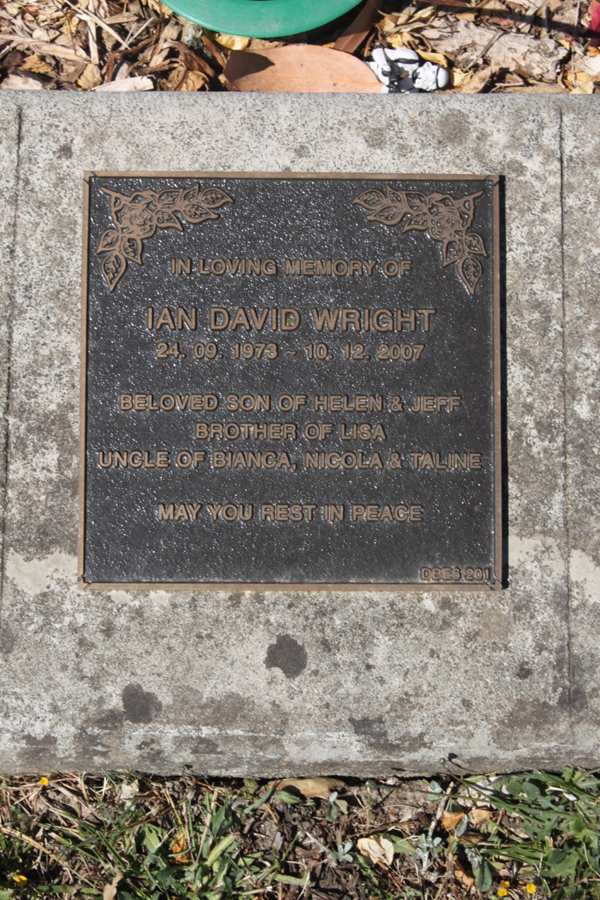 IN LOVING MEMORY OF
IAN DAVID WRIGHT
24. 09. 1973 ~ 10. 12. 2007
BELOVED SON OF HELEN & JEFF
BROTHER OF LISA
UNCLE OF BIANCA, NICOLA & TALINE
MAY YOU REST IN PEACE
DBES 201